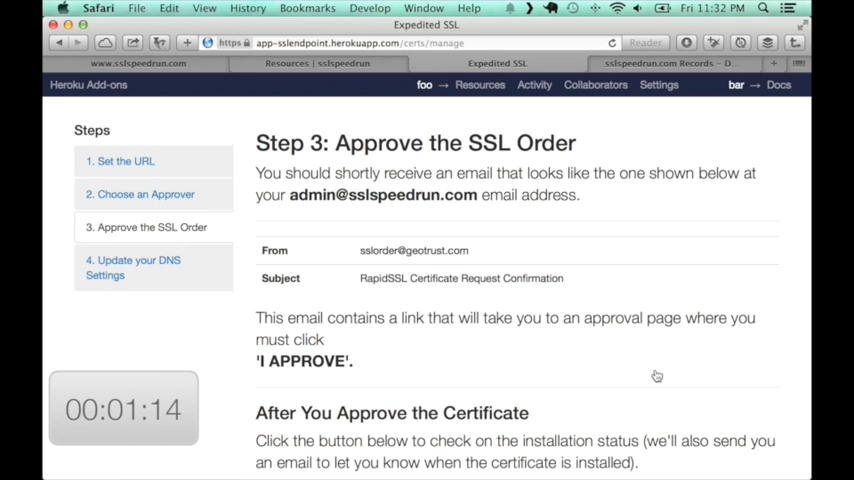 Safari File Edit View History Bookmarks Develop Window Help Fri 11:32 PM
Expedited SSL
https app-sslendpoint.herokuapp.com/certs/manage Reader
www.sslspeedrun.com Resources | sslspeedrun Expedited SSL sslspeedrun.com Records – D...
Heroku Add-ons foo → Resources Activity Collaborators Settings bar → Docs
Steps
1. Set the URL
2. Choose an Approver
3. Approve the SSL Order
4. Update your DNS
Settings
Step 3: Approve the SSL Order
You should shortly receive an email that looks like the one shown below at
your admin@sslspeedrun.com email address.
From sslorder@geotrust.com
Subject RapidSSL Certificate Request Confirmation
This email contains a link that will take you to an approval page where you
must click
'I APPROVE'.
After You Approve the Certificate
Click the button below to check on the installation status (we'll also send you
an email to let you know when the certificate is installed).
00:01:14